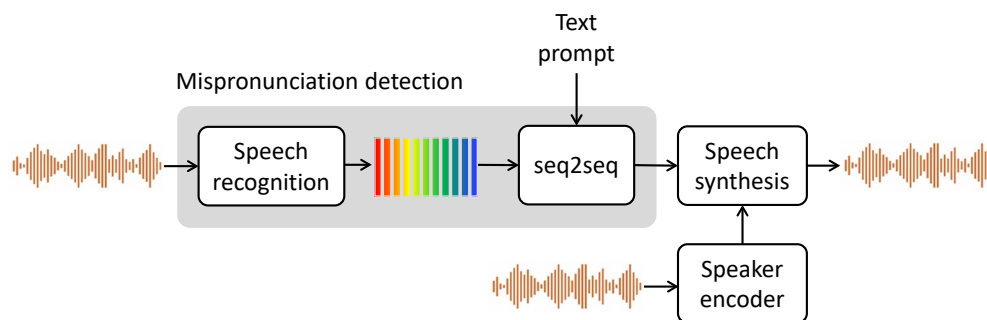 Text
prompt
Mispronunciation detection
Speech
recognition
seq2seq
Speech
synthesis
Speaker
encoder